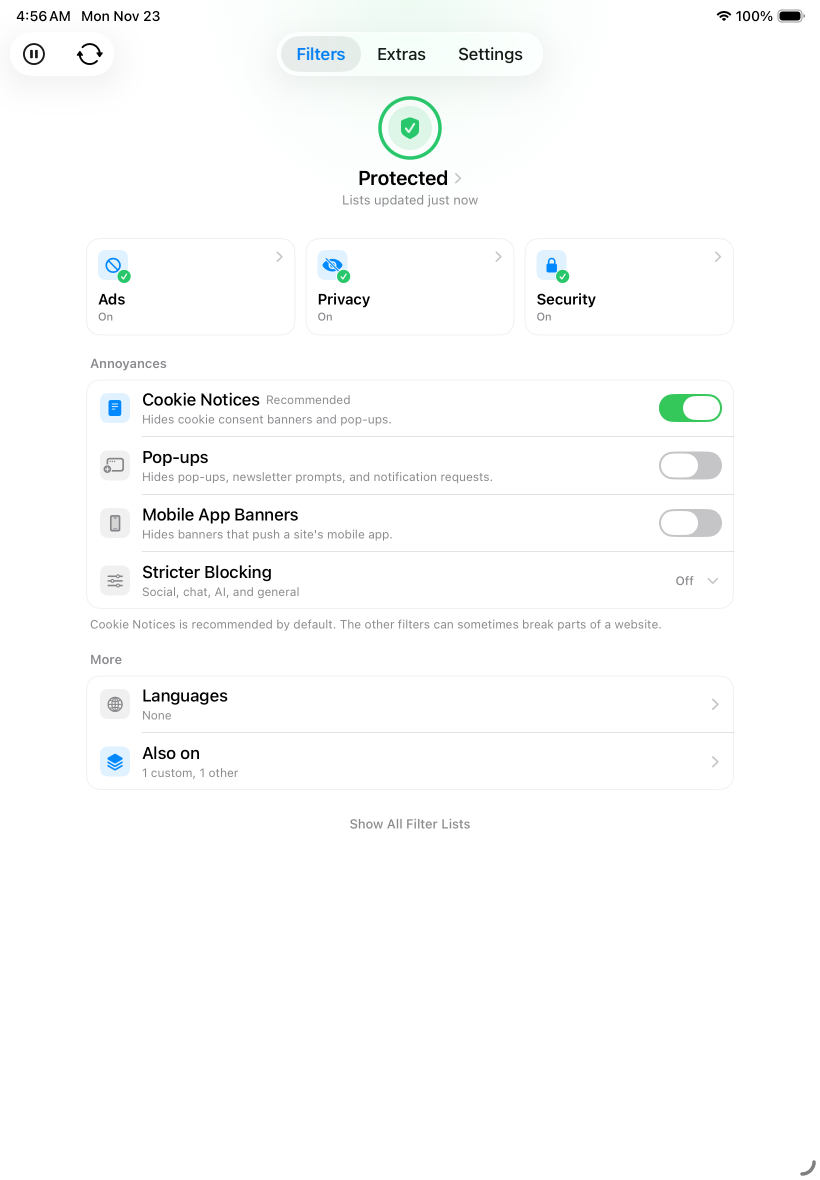 4:56 AM Mon Nov 23
100%
Filters Extras Settings
Protected
Lists updated just now
Ads
On
Privacy
On
Security
On
Annoyances
Cookie Notices Recommended
Hides cookie consent banners and pop-ups.
Pop-ups
Hides pop-ups, newsletter prompts, and notification requests.
Mobile App Banners
Hides banners that push a site's mobile app.
Stricter Blocking
Social, chat, AI, and general
Off
Cookie Notices is recommended by default. The other filters can sometimes break parts of a website.
More
Languages
None
Also on
1 custom, 1 other
Show All Filter Lists